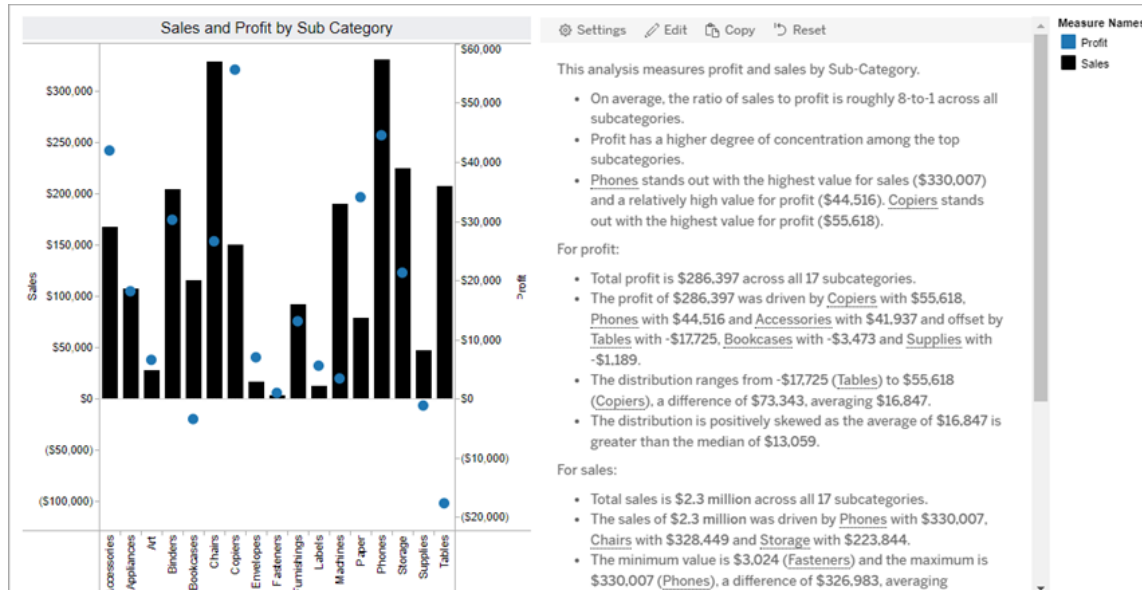 Sales and Profit by Sub Category
$300,000
$250,000
$200,000
$150,000
$100,000
$50,000
$0
($50,000)
($100,000)
Sales
$60,000
$50,000
$40,000
$30,000
$20,000
$10,000
$0
($10,000)
($20,000)
Profit
Accessories
Appliances
Art
Binders
Bookcases
Chairs
Copiers
Envelopes
Fasteners
Furnishings
Labels
Machines
Paper
Phones
Storage
Supplies
Tables
Settings Edit Copy Reset
This analysis measures profit and sales by Sub-Category.
• On average, the ratio of sales to profit is roughly 8-to-1 across all
subcategories.
• Profit has a higher degree of concentration among the top
subcategories.
• Phones stands out with the highest value for sales ($330,007)
and a relatively high value for profit ($44,516). Copiers stands
out with the highest value for profit ($55,618).
For profit:
• Total profit is $286,397 across all 17 subcategories.
• The profit of $286,397 was driven by Copiers with $55,618,
Phones with $44,516 and Accessories with $41,937 and offset by
Tables with -$17,725, Bookcases with -$3,473 and Supplies with
-$1,189.
• The distribution ranges from -$17,725 (Tables) to $55,618
(Copiers), a difference of $73,343, averaging $16,847.
• The distribution is positively skewed as the average of $16,847 is
greater than the median of $13,059.
For sales:
• Total sales is $2.3 million across all 17 subcategories.
• The sales of $2.3 million was driven by Phones with $330,007,
Chairs with $328,449 and Storage with $223,844.
• The minimum value is $3,024 (Fasteners) and the maximum is
$330,007 (Phones), a difference of $326,983, averaging
Measure Names
Profit
Sales